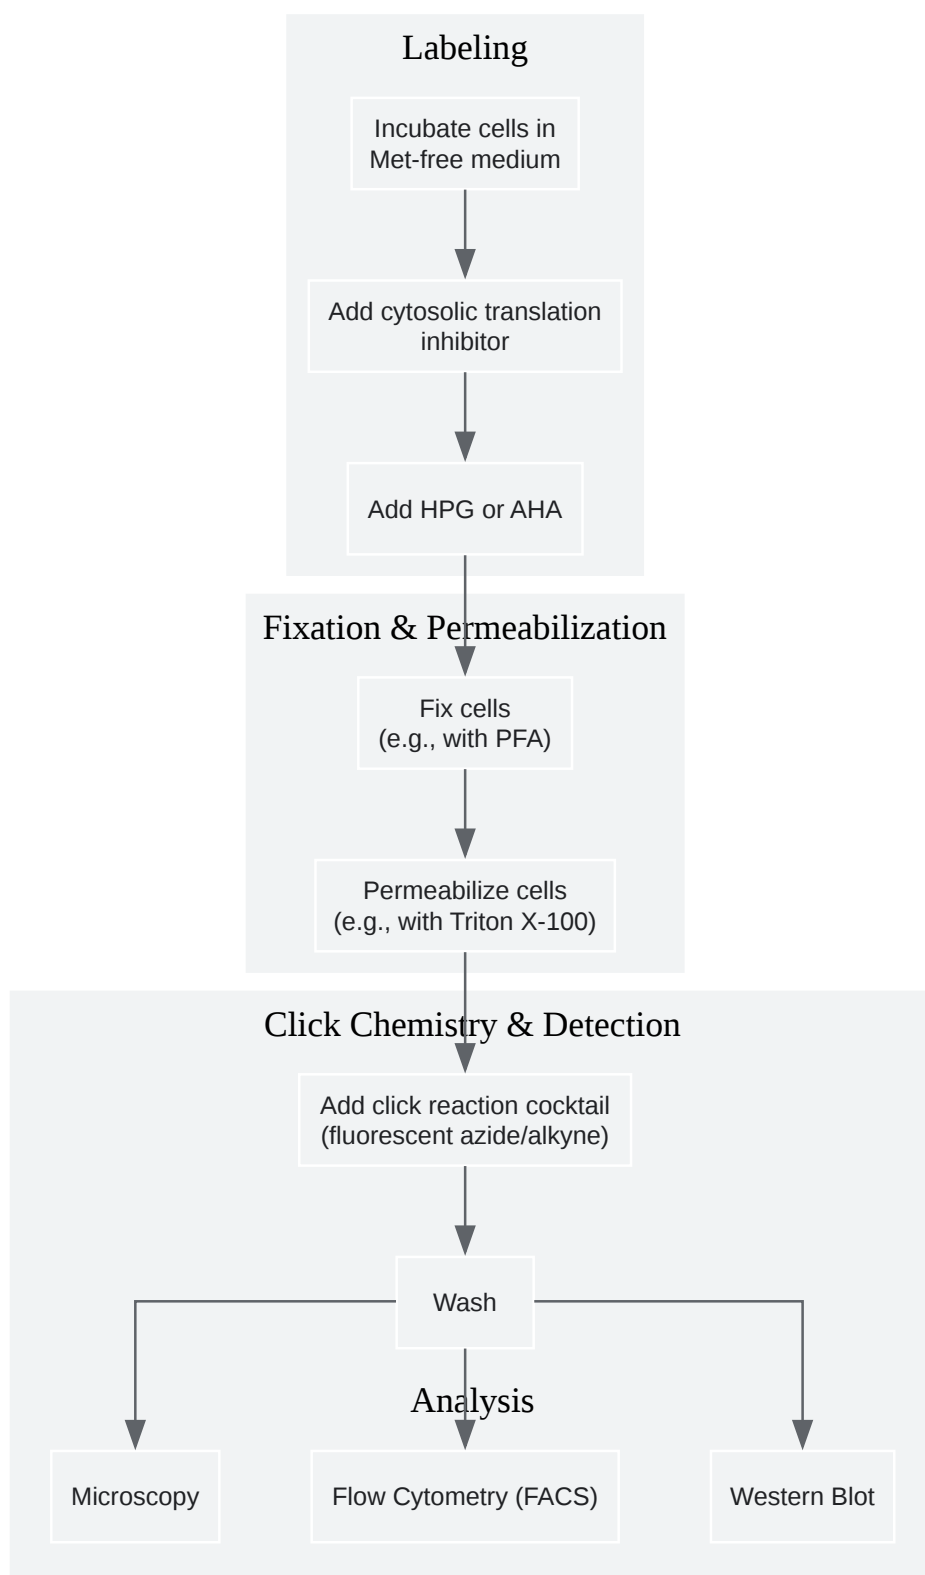 Labeling
Incubate cells in
Met-free medium
Add cytosolic translation
inhibitor
Add HPG or AHA
Fixation & Permeabilization
Fix cells
(e.g., with PFA)
Permeabilize cells
(e.g., with Triton X-100)
Click Chemistry & Detection
Add click reaction cocktail
(fluorescent azide/alkyne)
Wash
Analysis
Microscopy
Flow Cytometry (FACS)
Western Blot